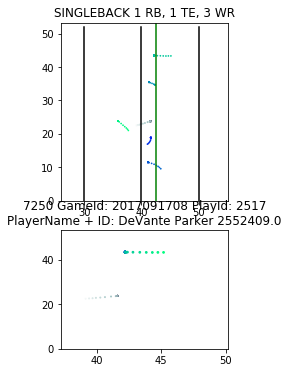 SINGLEBACK 1 RB, 1 TE, 3 WR
50
40
30
20
10
0
30 40 50
7250 GameId: 2017091708 PlayId: 2517
PlayerName + ID: DeVante Parker 2552409.0
40
20
0
40 45 50